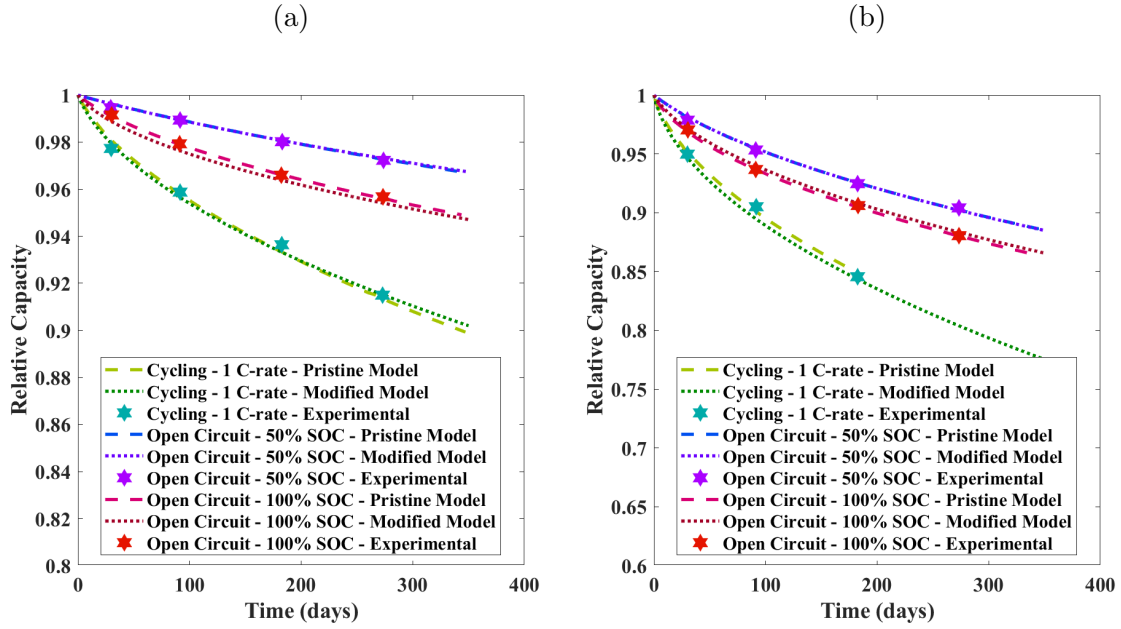 (a)
Relative Capacity
1
0.98
0.96
0.94
0.92
0.9
0.88
0.86
0.84
0.82
0.8
Cycling - 1 C-rate - Pristine Model
Cycling - 1 C-rate - Modified Model
Cycling - 1 C-rate - Experimental
Open Circuit - 50% SOC - Pristine Model
Open Circuit - 50% SOC - Modified Model
Open Circuit - 50% SOC - Experimental
Open Circuit - 100% SOC - Pristine Model
Open Circuit - 100% SOC - Modified Model
Open Circuit - 100% SOC - Experimental
0 100 200 300 400
Time (days)
(b)
Relative Capacity
1
0.95
0.9
0.85
0.8
0.75
0.7
0.65
0.6
Cycling - 1 C-rate - Pristine Model
Cycling - 1 C-rate - Modified Model
Cycling - 1 C-rate - Experimental
Open Circuit - 50% SOC - Pristine Model
Open Circuit - 50% SOC - Modified Model
Open Circuit - 50% SOC - Experimental
Open Circuit - 100% SOC - Pristine Model
Open Circuit - 100% SOC - Modified Model
Open Circuit - 100% SOC - Experimental
0 100 200 300 400
Time (days)